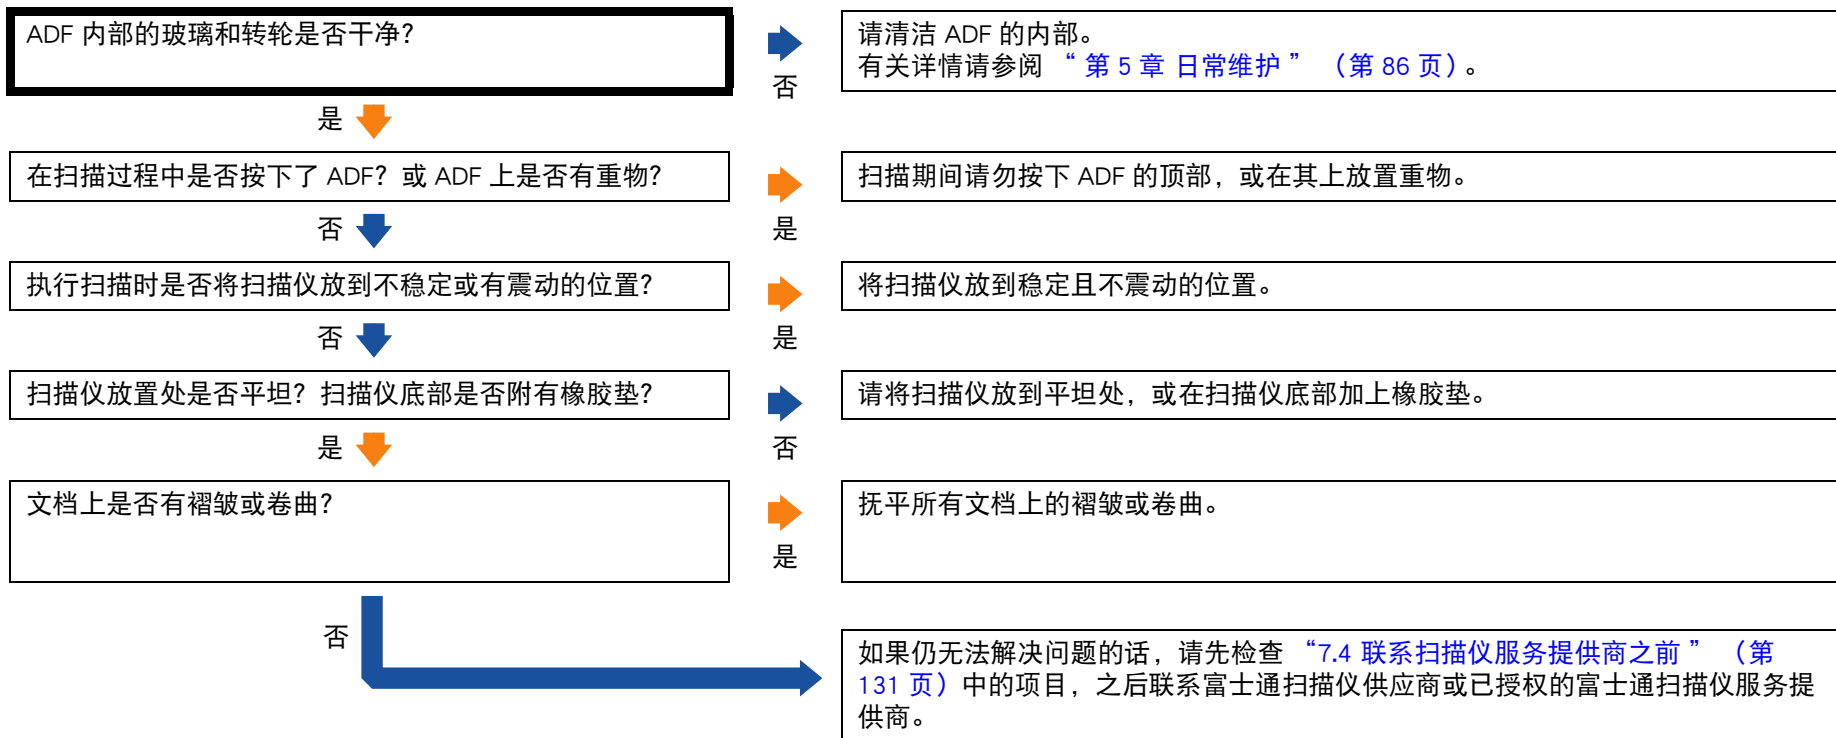 ADF 内部的玻璃和转轮是否干净？
否
请清洁 ADF 的内部。
有关详情请参阅 “ 第 5 章 日常维护 ” （第 86 页）。
是
在扫描过程中是否按下了 ADF？或 ADF 上是否有重物？
是
扫描期间请勿按下 ADF 的顶部，或在其上放置重物。
否
执行扫描时是否将扫描仪放到不稳定或有震动的位置？
是
将扫描仪放到稳定且不震动的位置。
否
扫描仪放置处是否平坦？扫描仪底部是否附有橡胶垫？
否
请将扫描仪放到平坦处，或在扫描仪底部加上橡胶垫。
是
文档上是否有褶皱或卷曲？
是
抚平所有文档上的褶皱或卷曲。
否
如果仍无法解决问题的话，请先检查 “7.4 联系扫描仪服务提供商之前 ” （第
131 页）中的项目，之后联系富士通扫描仪供应商或已授权的富士通扫描仪服务提
供商。